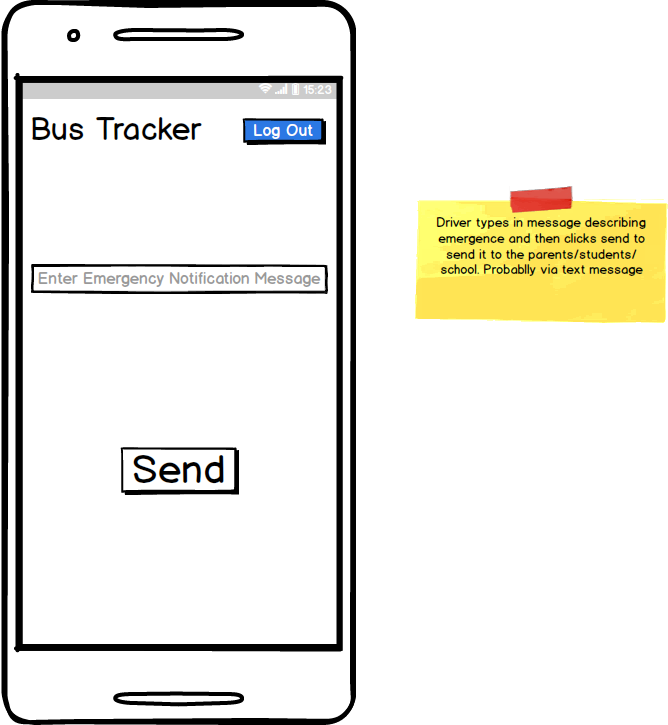 15:23
Bus Tracker
Log Out
Enter Emergency Notification Message
Send
Driver types in message describing
emergence and then clicks send to
send it to the parents/students/
school. Probablly via text message